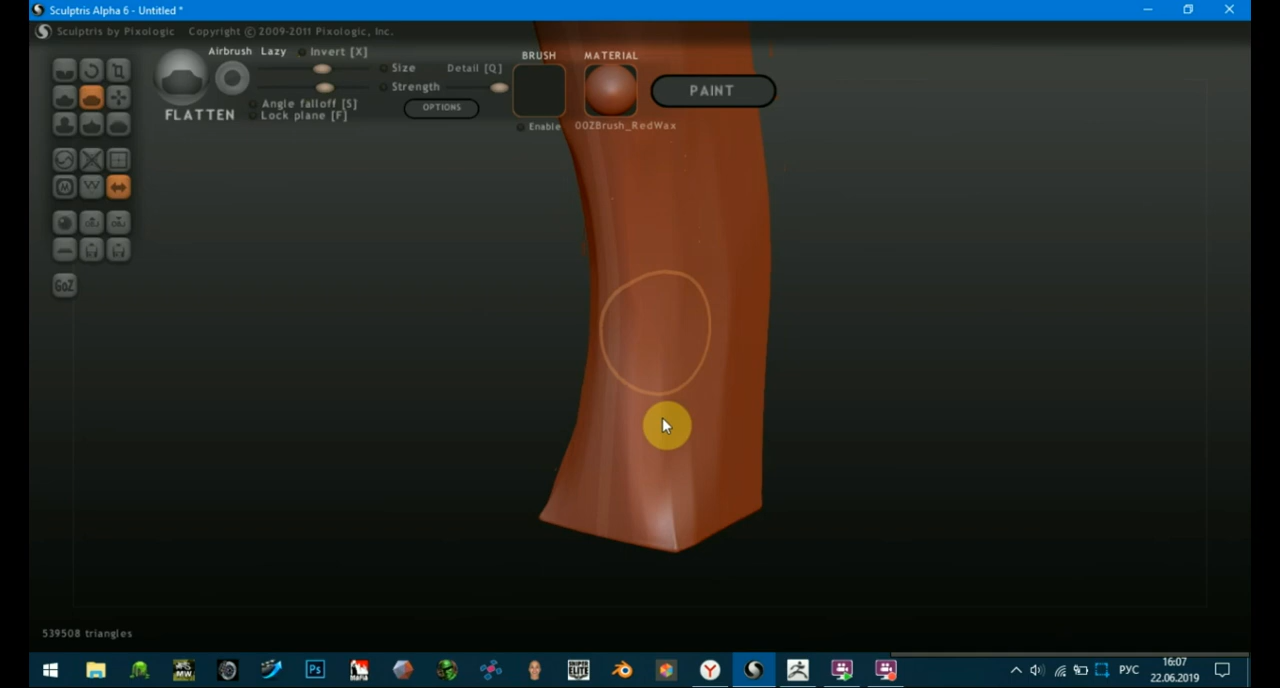 Sculptris Alpha 6 - Untitled *
Sculptris by Pixologic Copyright © 2009-2011 Pixologic, Inc.
Airbrush Lazy Invert [X]
Size Detail [Q]
Strength
Angle falloff [S]
Lock plane [F]
OPTIONS
FLATTEN
BRUSH
Enable
MATERIAL
00ZBrush_RedWax
PAINT
GoZ
539508 triangles
Ps
РУС
16:07
22.06.2019